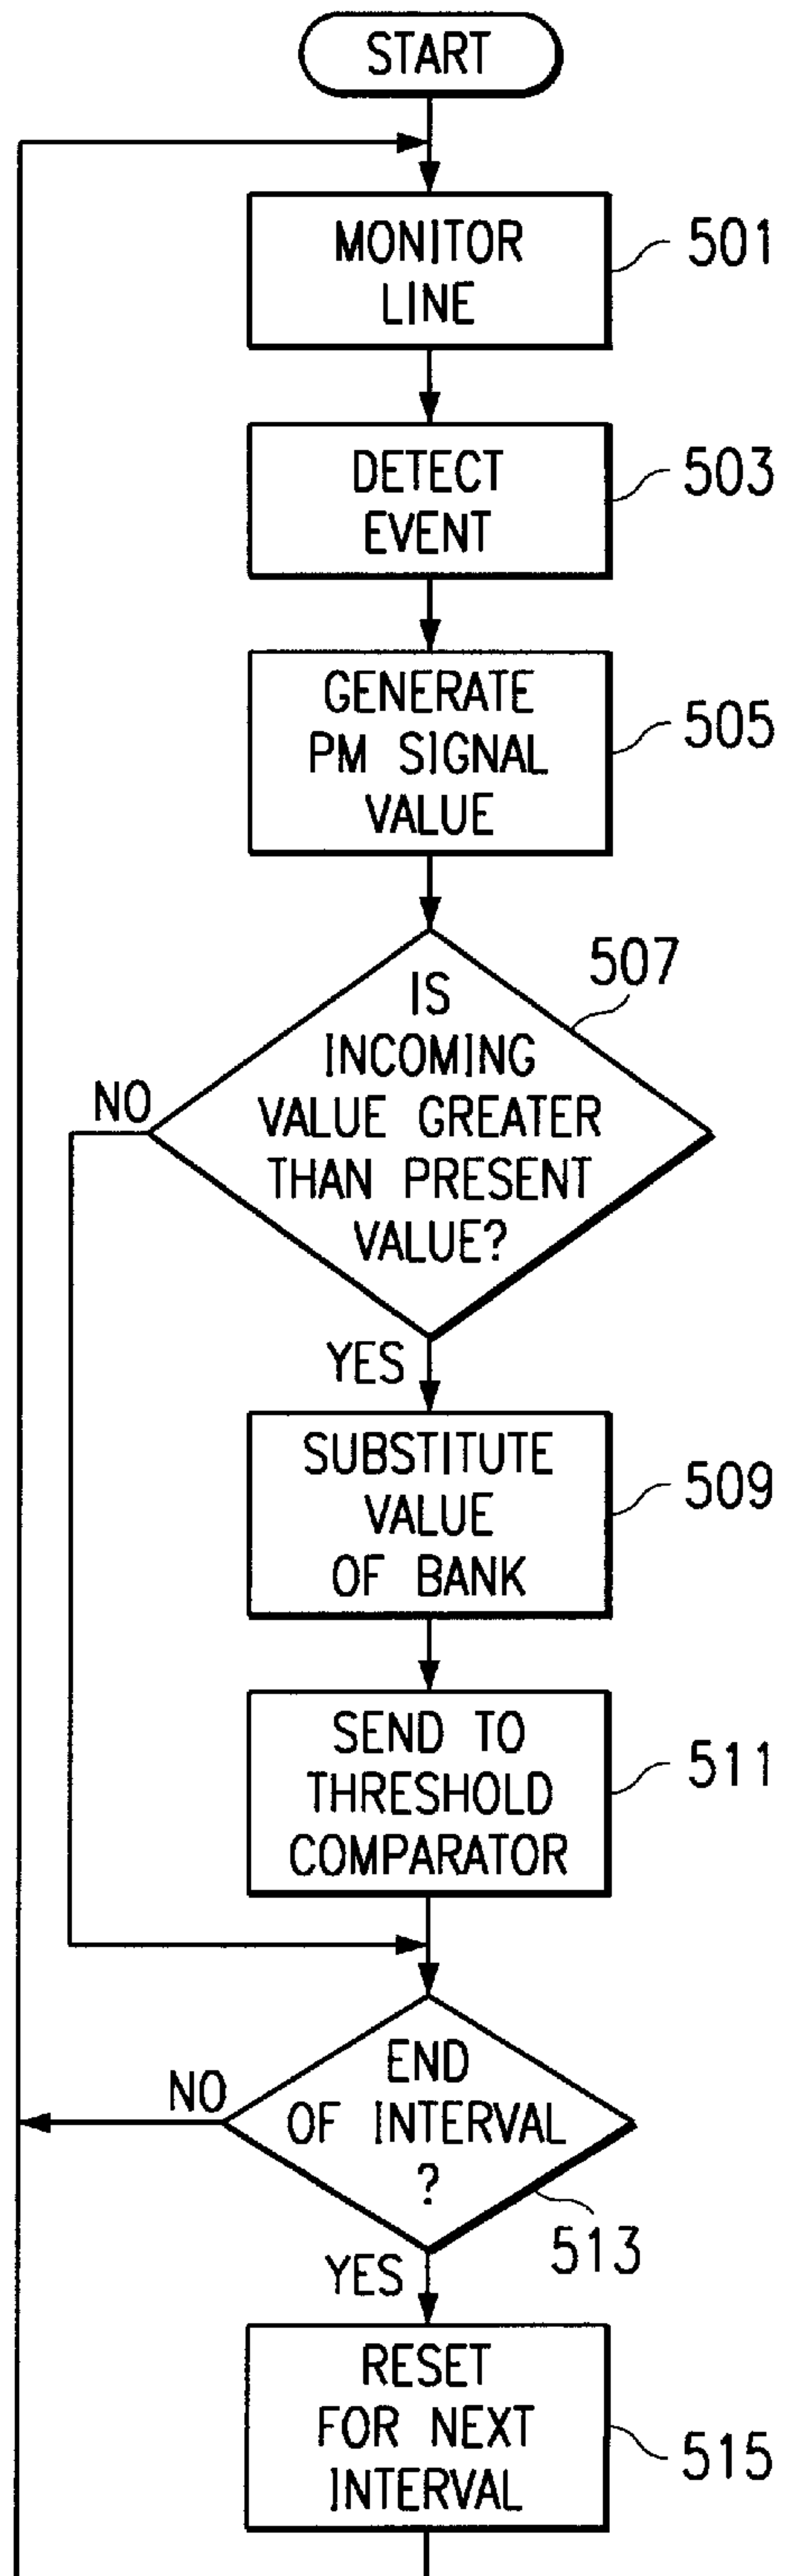 START
MONITOR
LINE
501
DETECT
EVENT
503
GENERATE
PM SIGNAL
VALUE
505
IS
INCOMING
VALUE GREATER
THAN PRESENT
VALUE?
507
NO
YES
SUBSTITUTE
VALUE
OF BANK
509
SEND TO
THRESHOLD
COMPARATOR
511
END
OF INTERVAL
?
NO
513
YES
RESET
FOR NEXT
INTERVAL
515